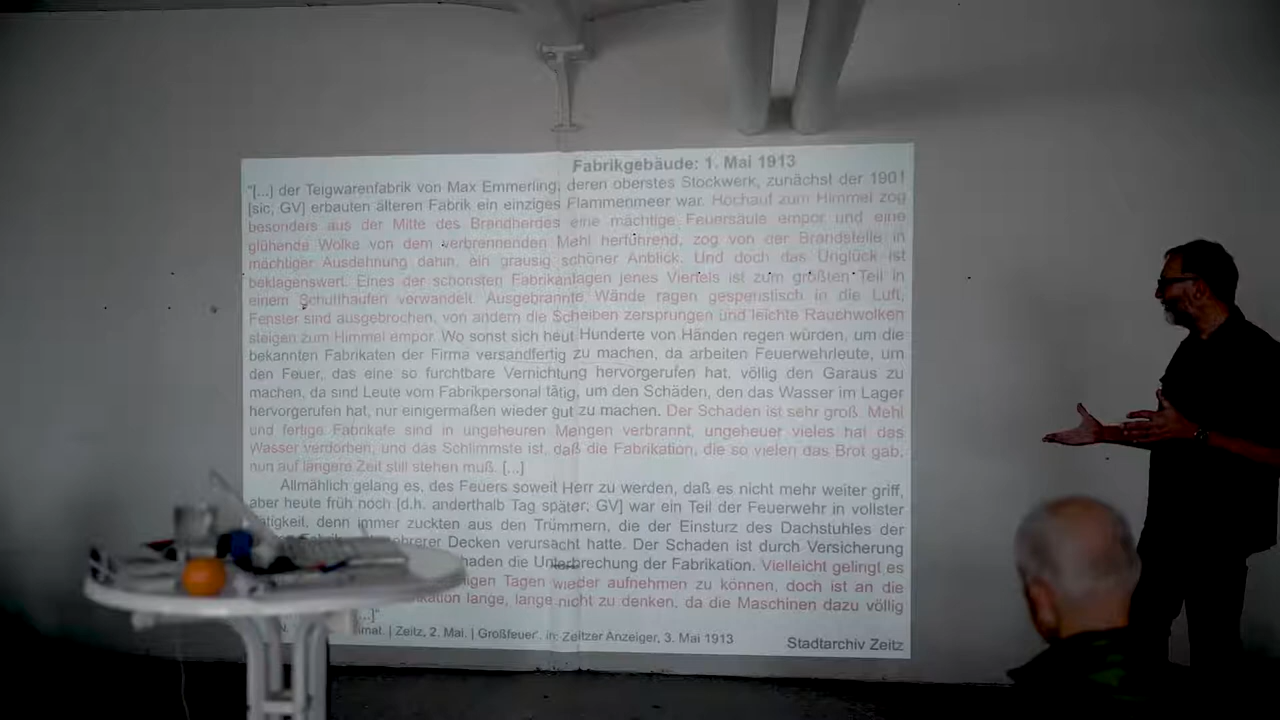 Fabrikgebäude: 1. Mai 1913
"[...] der Teigwarenfabrik von Max Emmerling, deren oberstes Stockwerk, zunächst der 1901
[sic, GV] erbauten älteren Fabrik ein einziges Flammenmeer war. Hochauf zum Himmel zog
besonders aus der Mitte des Brandherdes eine mächtige Feuersäule empor und eine
glühende Wolke von dem verbrennenden Mehl herführend, zog von der Brandstelle in
mächtiger Ausdehnung dahin, ein grausig schöner Anblick. Und doch das Unglück ist
beklagenswert. Eines der schönsten Fabrikanlagen jenes Viertels ist zum größten Teil in
einem Schutthaufen verwandelt. Ausgebrannte Wände ragen gespenstisch in die Luft,
Fenster sind ausgebrochen, von andern die Scheiben zersprungen und leichte Rauchwolken
steigen zum Himmel empor. Wo sonst sich heut Hunderte von Händen regen würden, um die
bekannten Fabrikaten der Firma versandfertig zu machen, da arbeiten Feuerwehrleute, um
den Feuer, das eine so furchtbare Vernichtung hervorgerufen hat, völlig den Garaus zu
machen, da sind Leute vom Fabrikpersonal tätig, um den Schäden, den das Wasser im Lager
hervorgerufen hat, nur einigermaßen wieder gut zu machen. Der Schaden ist sehr groß. Mehl
und fertige Fabrikate sind in ungeheuren Mengen verbrannt, ungeheuer vieles hat das
Wasser verdorben, und das Schlimmste ist, daß die Fabrikation, die so vielen das Brot gab,
nun auf längere Zeit still stehen muß. [...]
Allmählich gelang es, des Feuers soweit Herr zu werden, daß es nicht mehr weiter griff,
aber heute früh noch [d.h. anderthalb Tag später; GV] war ein Teil der Feuerwehr in vollster
Tätigkeit, denn immer zuckten aus den Trümmern, die der Einsturz des Dachstuhles der
mehrerer Decken verursacht hatte. Der Schaden ist durch Versicherung
die Unterbrechung der Fabrikation. Vielleicht gelingt es
Tagen wieder aufnehmen zu können, doch ist an die
lange, lange nicht zu denken, da die Maschinen dazu völlig
[...]"
| Zeitz, 2. Mai. | Großfeuer', in: Zeitzer Anzeiger, 3. Mai 1913
Stadtarchiv Zeitz